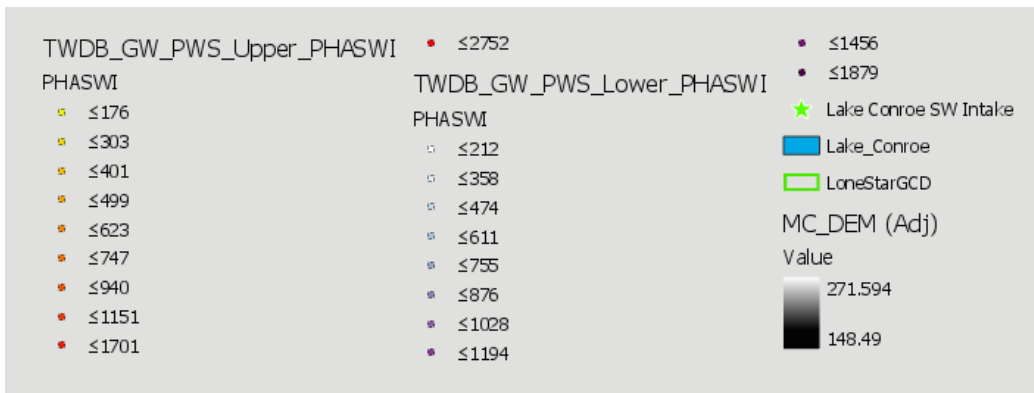 TWDB_GW_PWS_Upper_PHASWI
PHASWI
≤176
≤303
≤401
≤499
≤623
≤747
≤940
≤1151
≤1701
≤2752
TWDB_GW_PWS_Lower_PHASWI
PHASWI
≤212
≤358
≤474
≤611
≤755
≤876
≤1028
≤1194
≤1456
≤1879
Lake Conroe SW Intake
Lake_Conroe
LoneStarGCD
MC_DEM (Adj)
Value
271.594
148.49